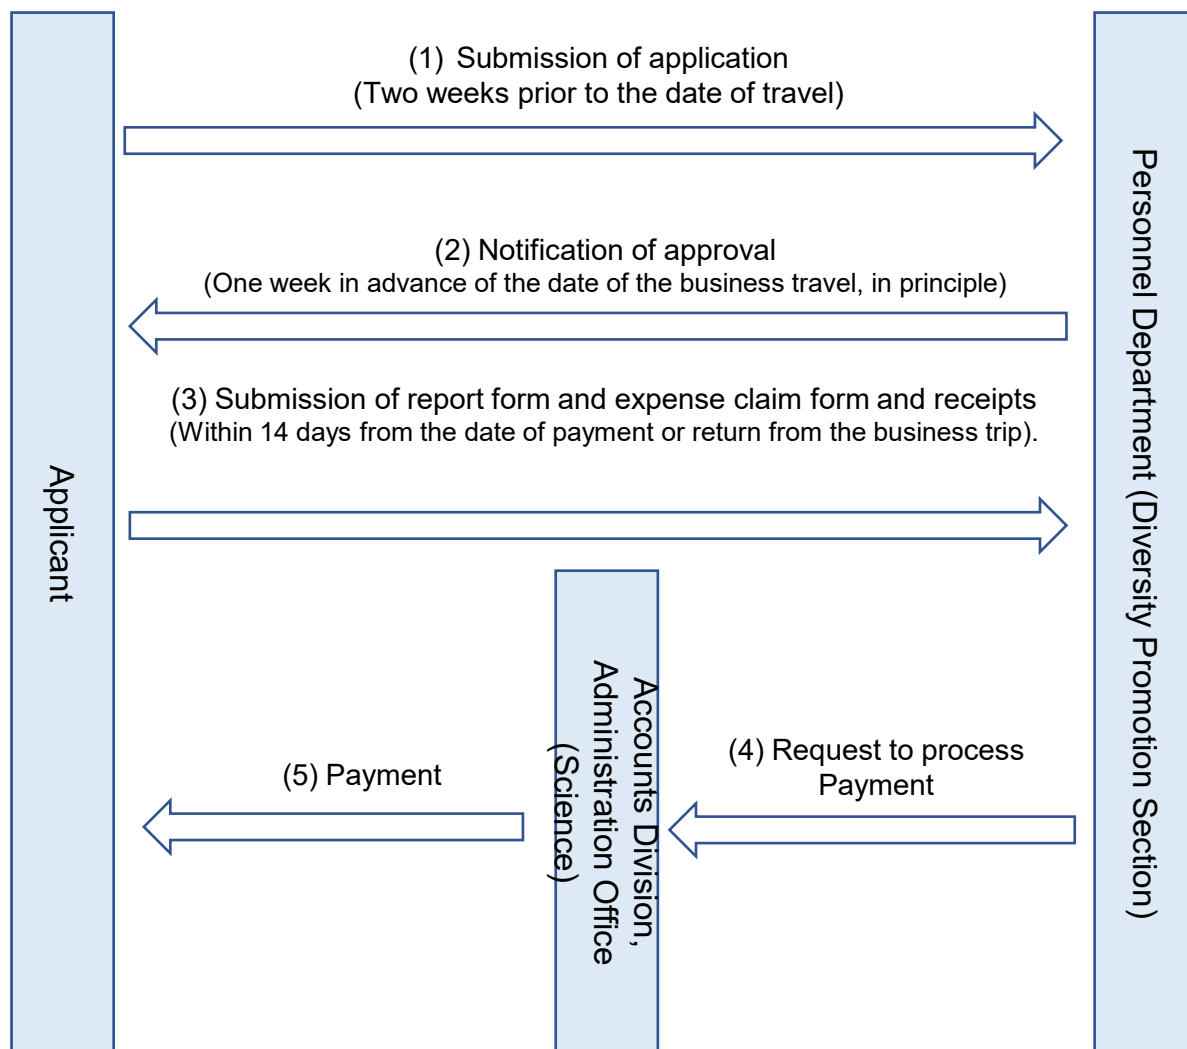 (1) Submission of application
(Two weeks prior to the date of travel)
(2) Notification of approval
(One week in advance of the date of the business travel, in principle)
(3) Submission of report form and expense claim form and receipts
(Within 14 days from the date of payment or return from the business trip).
Applicant
Personnel Department (Diversity Promotion Section)
Accounts Division,
Administration Office
(Science)
(4) Request to process
Payment
(5) Payment